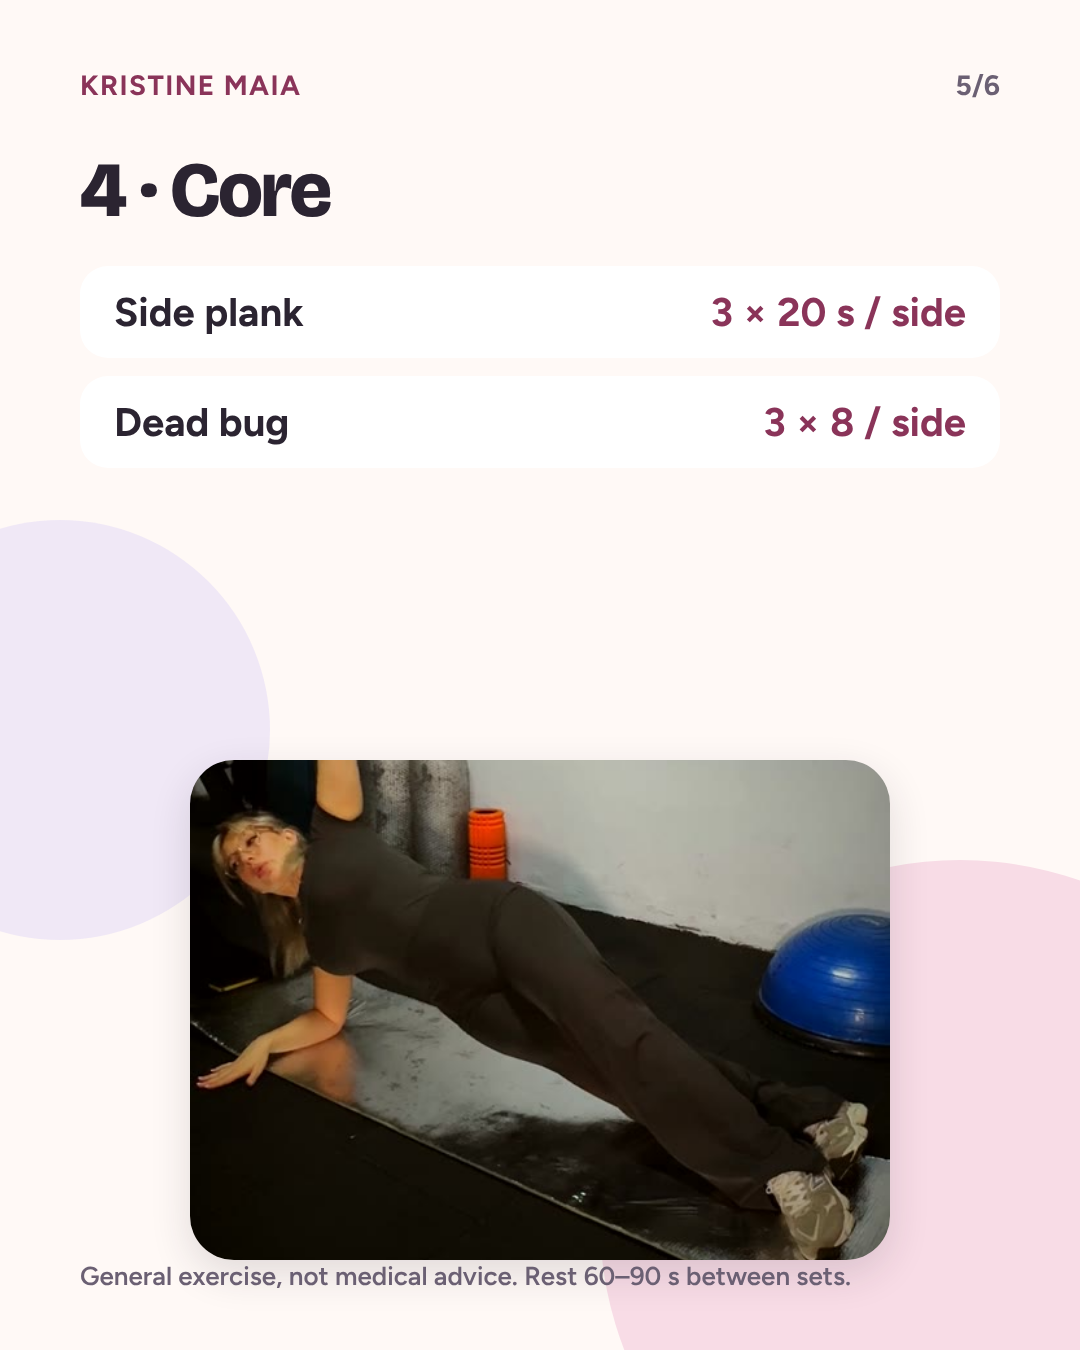 KRISTINE MAIA 5/6
4 · Core
Side plank 3 × 20 s / side
Dead bug 3 × 8 / side
General exercise, not medical advice. Rest 60–90 s between sets.